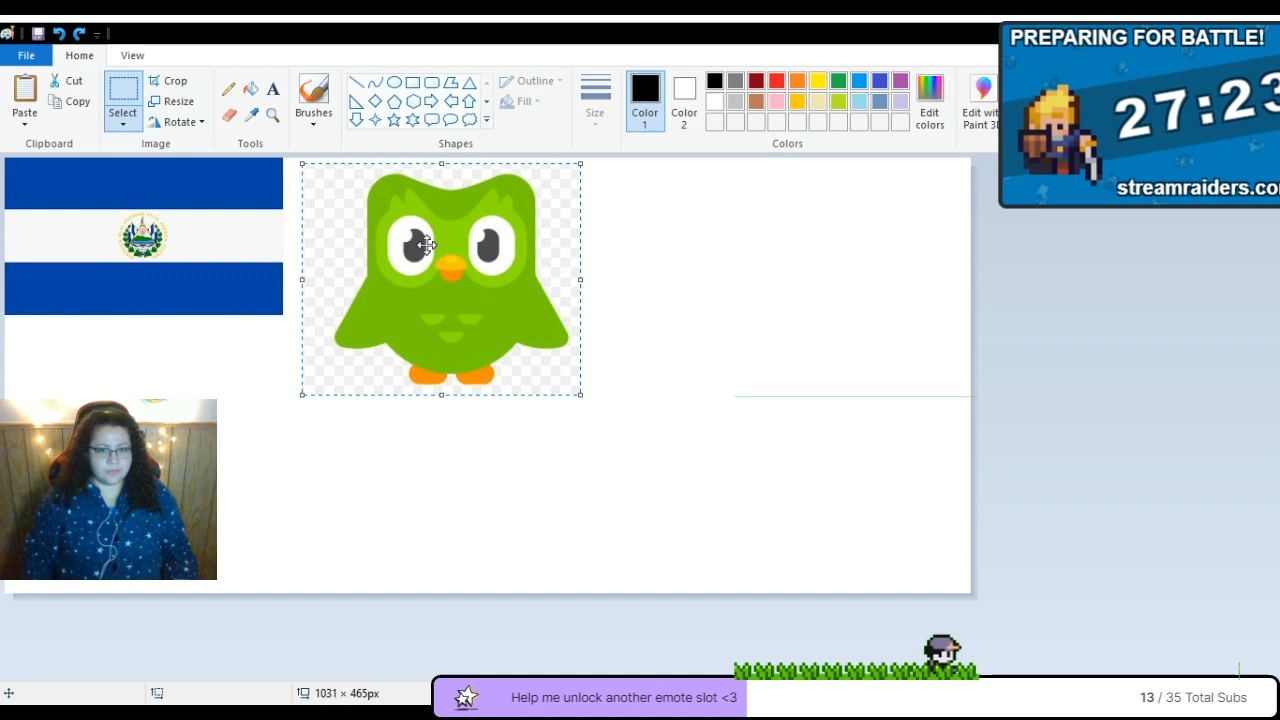 PREPARING FOR BATTLE!
27:23
streamraiders.co
File Home View
Paste
Cut
Copy
Clipboard
Select
Crop
Resize
Rotate
Image
A
Tools
Brushes
Shapes
Outline
Fill
Size
Color 1
Color 2
Edit colors
Edit with Paint 3D
Colors
1031 × 465px
Help me unlock another emote slot <3
13 / 35 Total Subs